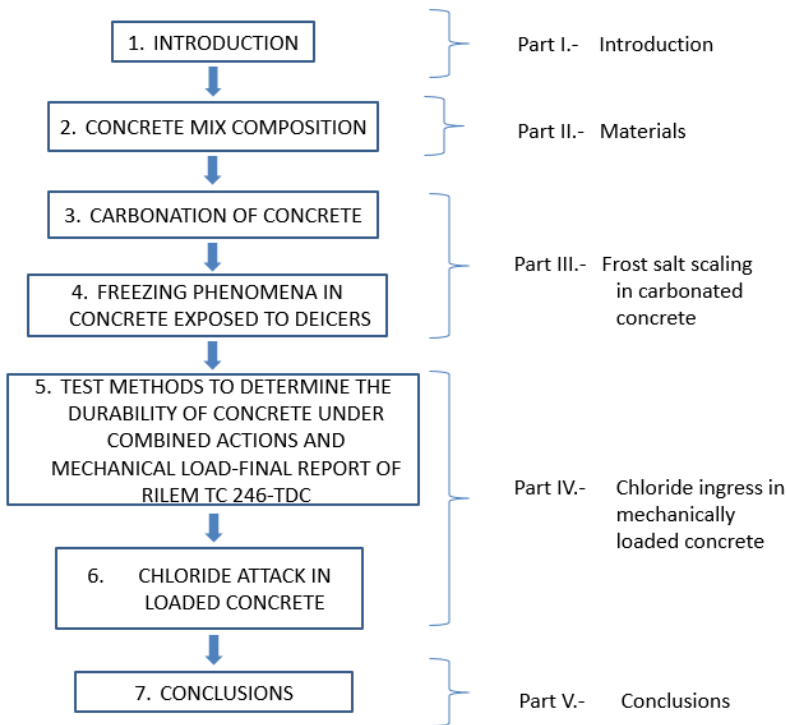 1. INTRODUCTION
Part I.- Introduction
2. CONCRETE MIX COMPOSITION
Part II.- Materials
3. CARBONATION OF CONCRETE
4. FREEZING PHENOMENA IN
CONCRETE EXPOSED TO DEICERS
Part III.- Frost salt scaling
in carbonated
concrete
5. TEST METHODS TO DETERMINE THE
DURABILITY OF CONCRETE UNDER
COMBINED ACTIONS AND
MECHANICAL LOAD-FINAL REPORT OF
RILEM TC 246-TDC
6. CHLORIDE ATTACK IN
LOADED CONCRETE
Part IV.- Chloride ingress in
mechanically
loaded concrete
7. CONCLUSIONS
Part V.- Conclusions